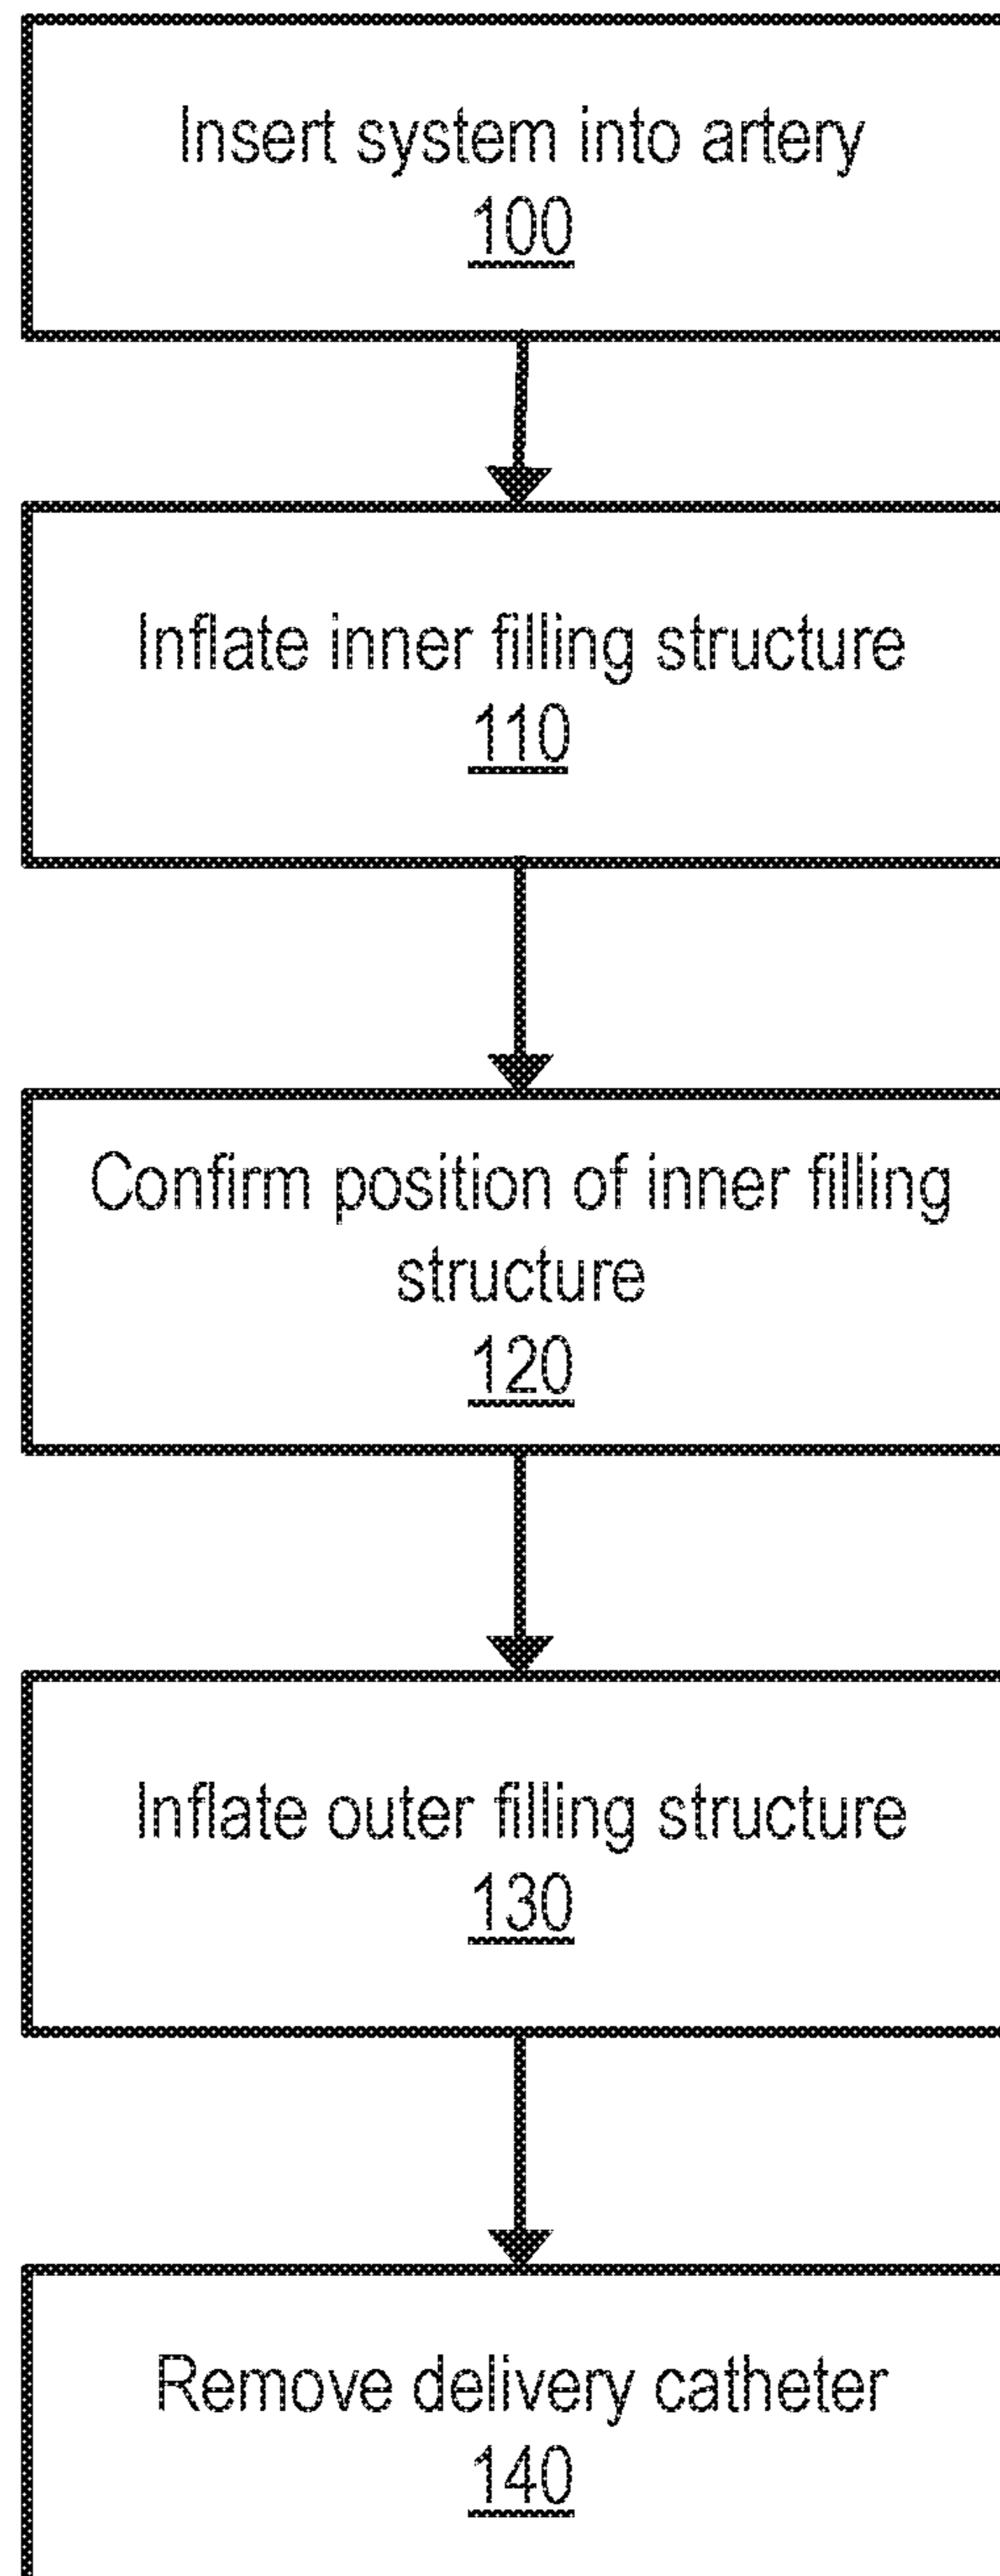 Insert system into artery
100
Inflate inner filling structure
110
Confirm position of inner filling
structure
120
Inflate outer filling structure
130
Remove delivery catheter
140